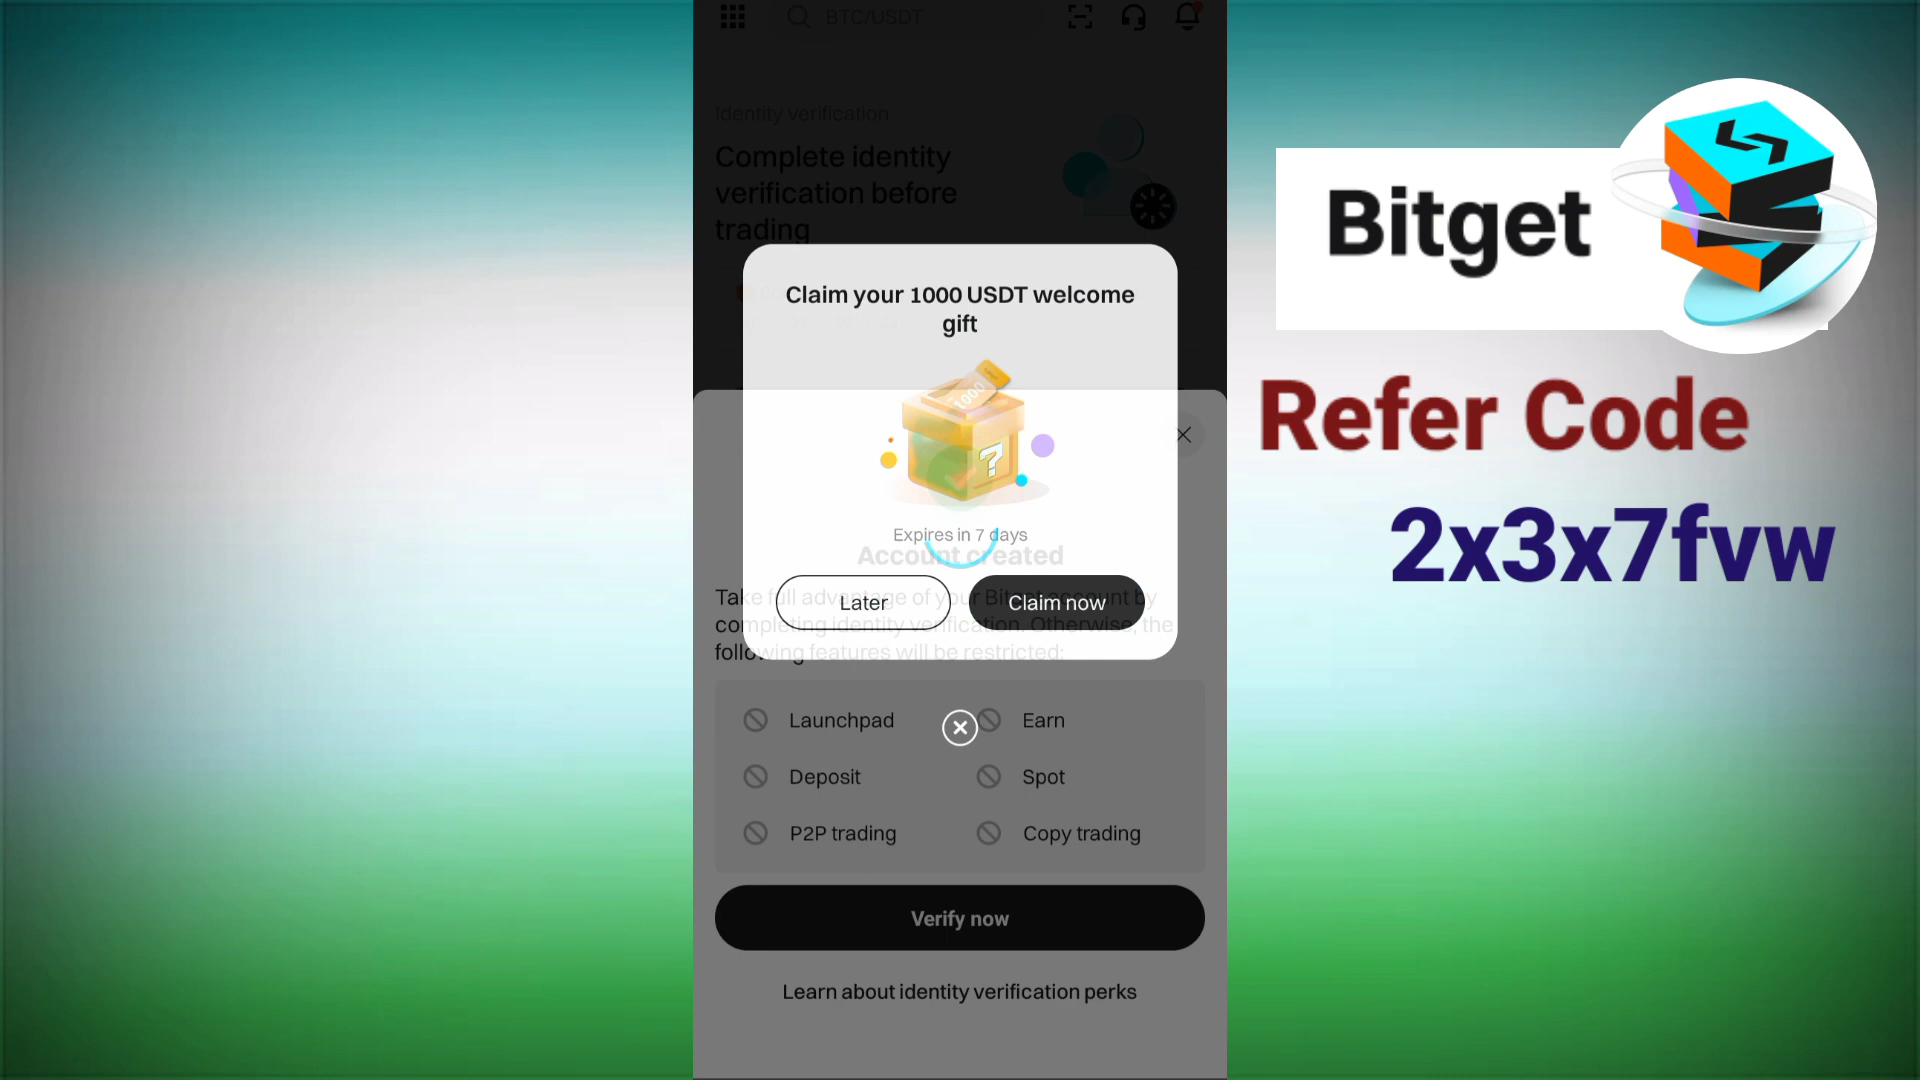 BTC/USDT
Identity verification
Complete identity
verification before
trading
Claim your 1000 USDT welcome
gift
1000
?
Expires in 7 days
Account created
Take full advantage of your Bitget account by
completing identity verification. Otherwise, the
following features will be restricted:
Later
Claim now
Launchpad
Earn
Deposit
Spot
P2P trading
Copy trading
Verify now
Learn about identity verification perks
Bitget
Refer Code
2x3x7fvw